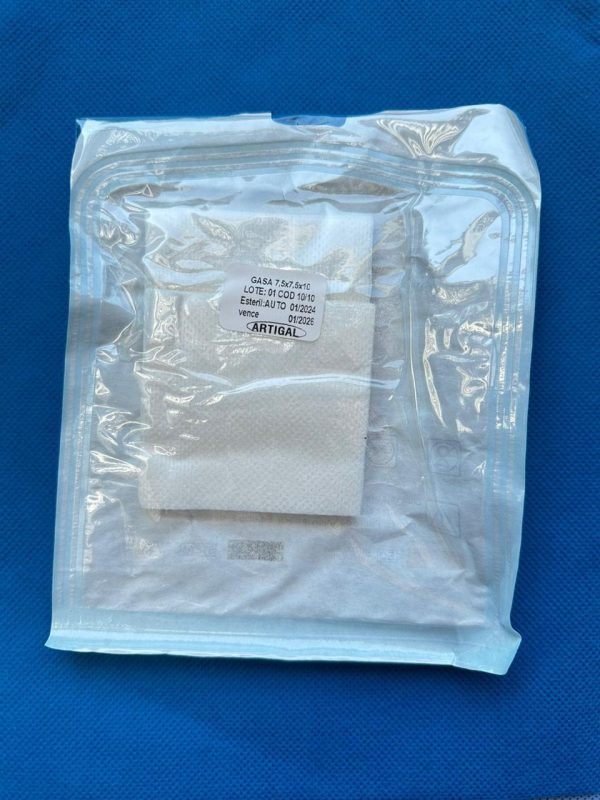 GASA 7,5x7,5x10
LOTE: 01 COD 10/10
Esteril:AUTO 01/2024
vence 01/2026
ARTIGAL